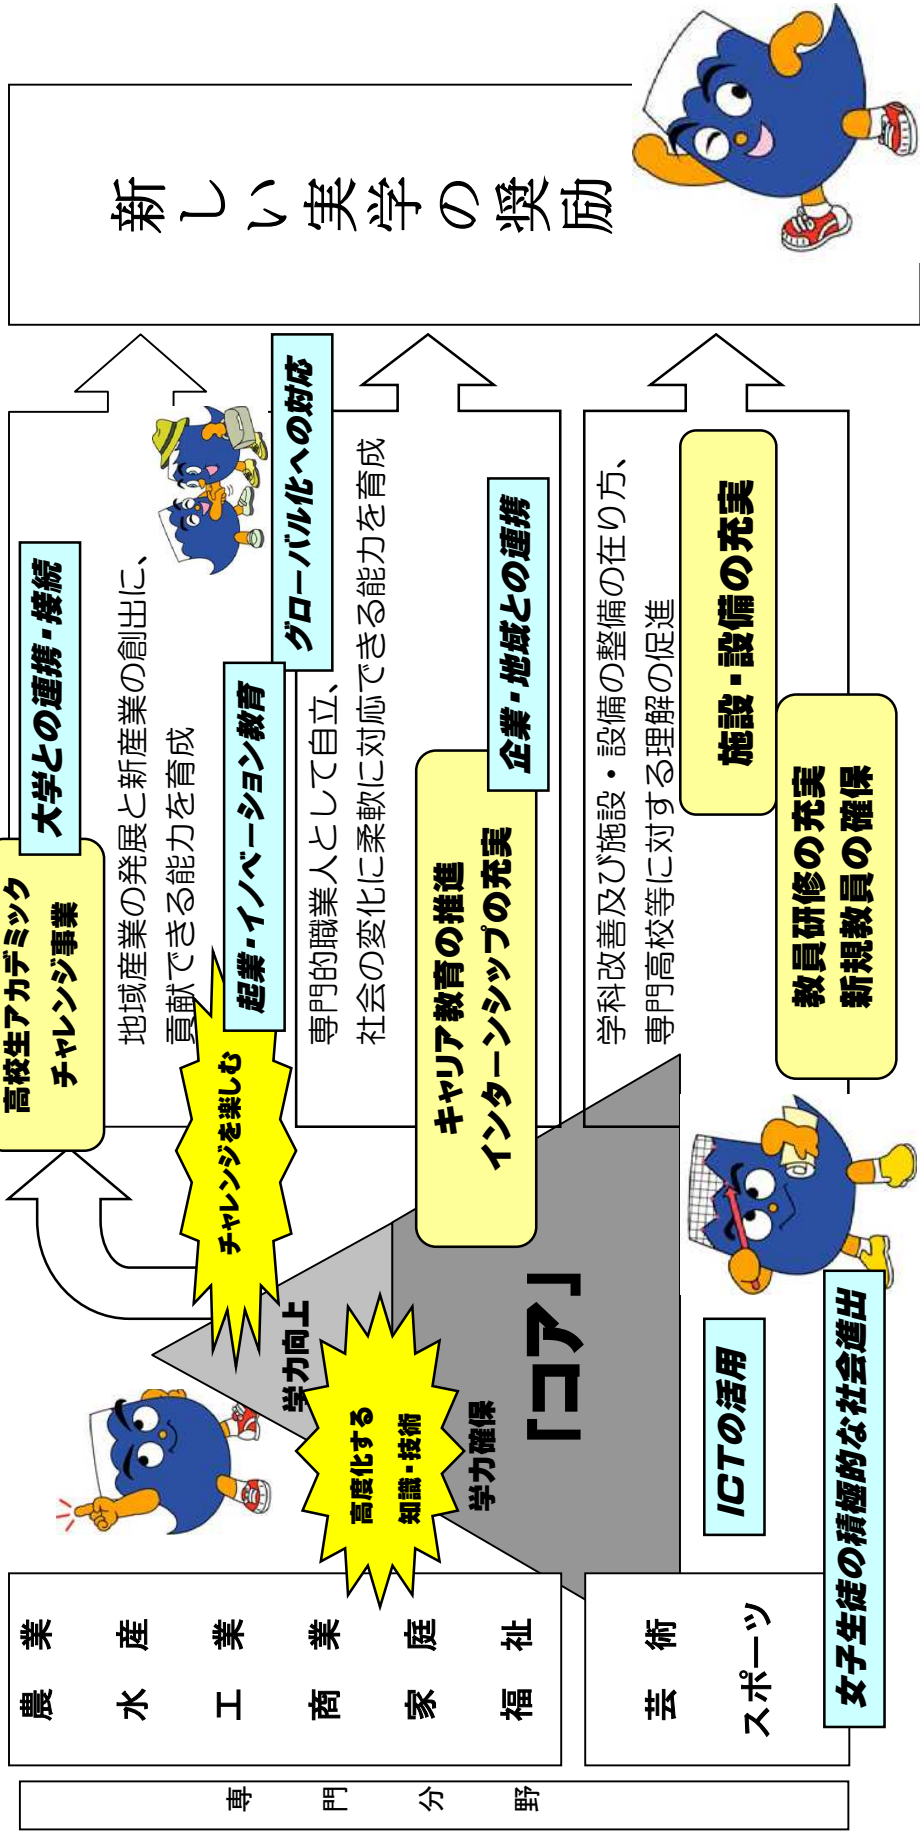 専門分野
農業
水産
工業
商業
家庭
福祉
芸術
スポーツ
女子生徒の積極的な社会進出
ICTの活用
「コア」
学力確保
学力向上
高度化する
知識・技術
チャレンジを楽しむ
高校生アカデミック
チャレンジ事業
大学との連携・接続
地域産業の発展と新産業の創出に、
貢献できる能力を育成
起業・イノベーション教育
グローバル化への対応
専門的職業人として自立、
社会の変化に柔軟に対応できる能力を育成
キャリア教育の推進
インターンシップの充実
企業・地域との連携
学科改善及び施設・設備の整備の在り方、
専門高校等に対する理解の促進
施設・設備の充実
教員研修の充実
新規教員の確保
新しい実学の奨励